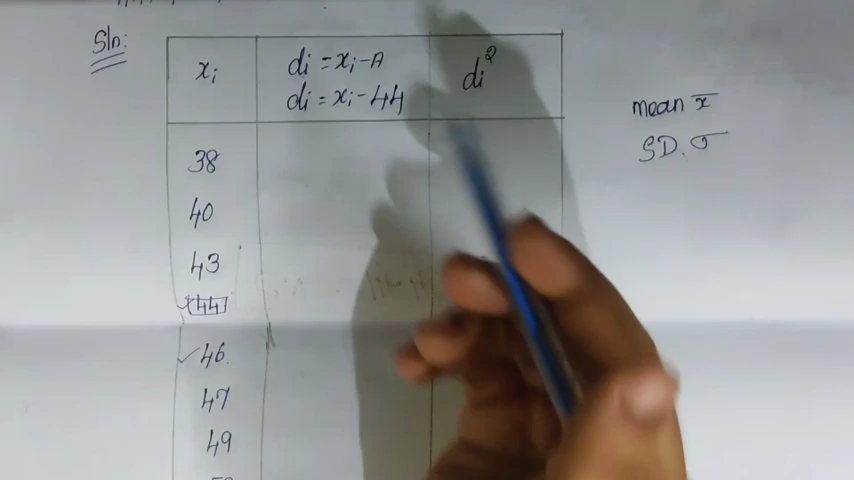 Sln:
xi
di = xi - A
di = xi - 44
di²
mean x̄
SD. σ
38
40
43
44
46.
47
49